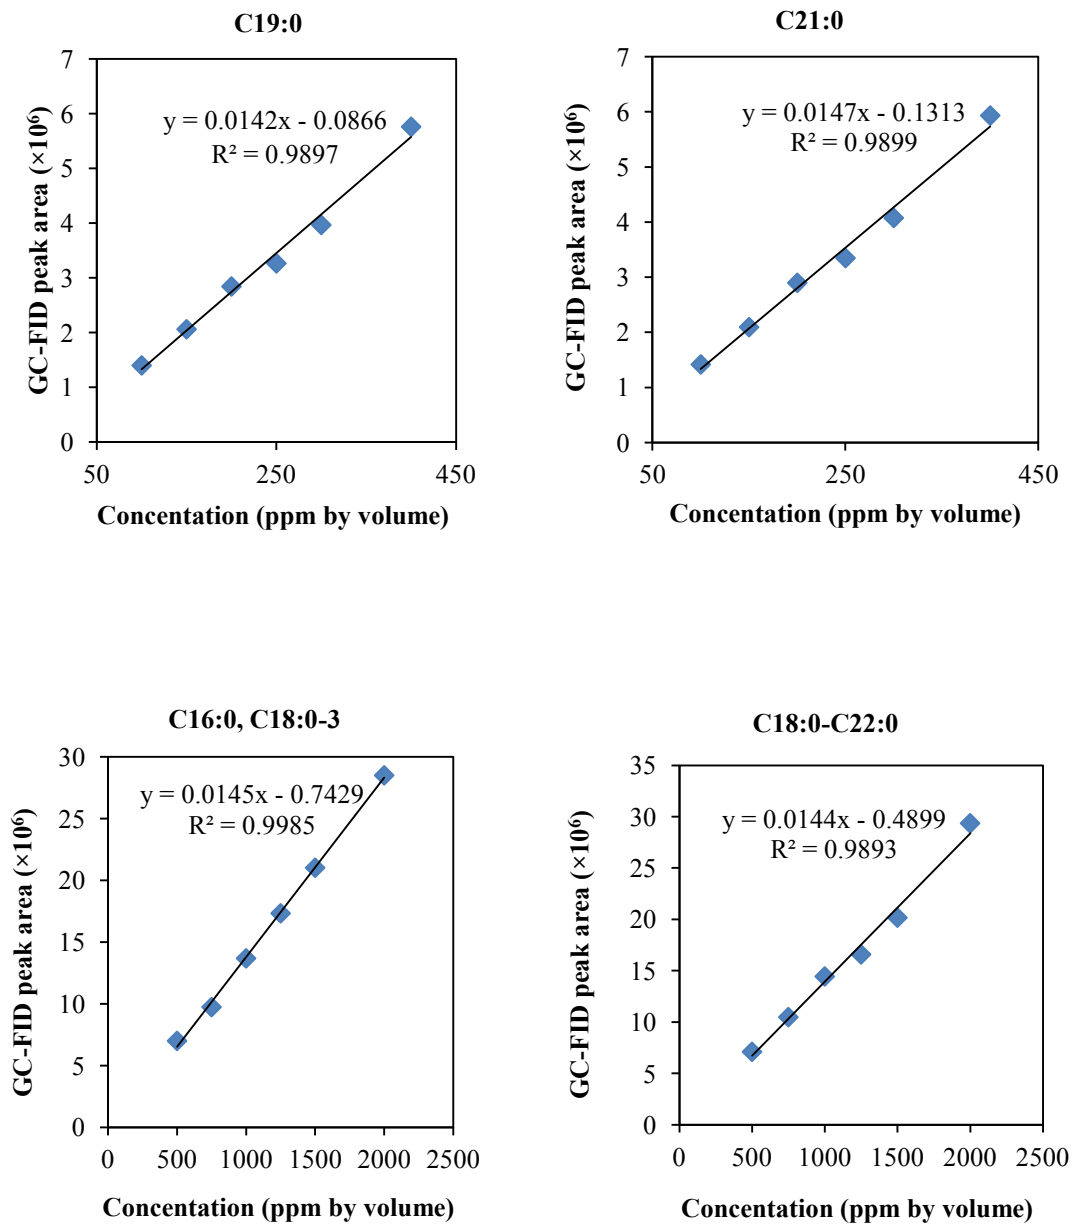 C19:0
7
6
5
4
3
2
1
0
y = 0.0142x - 0.0866
R² = 0.9897
50
250
450
GC-FID peak area (×10⁶)
Concentation (ppm by volume)
C21:0
7
6
5
4
3
2
1
0
y = 0.0147x - 0.1313
R² = 0.9899
50
250
450
GC-FID peak area (×10⁶)
Concentation (ppm by volume)
C16:0, C18:0-3
30
25
20
15
10
5
0
y = 0.0145x - 0.7429
R² = 0.9985
0 500 1000 1500 2000 2500
GC-FID peak area (×10⁶)
Concentation (ppm by volume)
C18:0-C22:0
35
30
25
20
15
10
5
0
y = 0.0144x - 0.4899
R² = 0.9893
0 500 1000 1500 2000 2500
GC-FID peak area (×10⁶)
Concentation (ppm by volume)